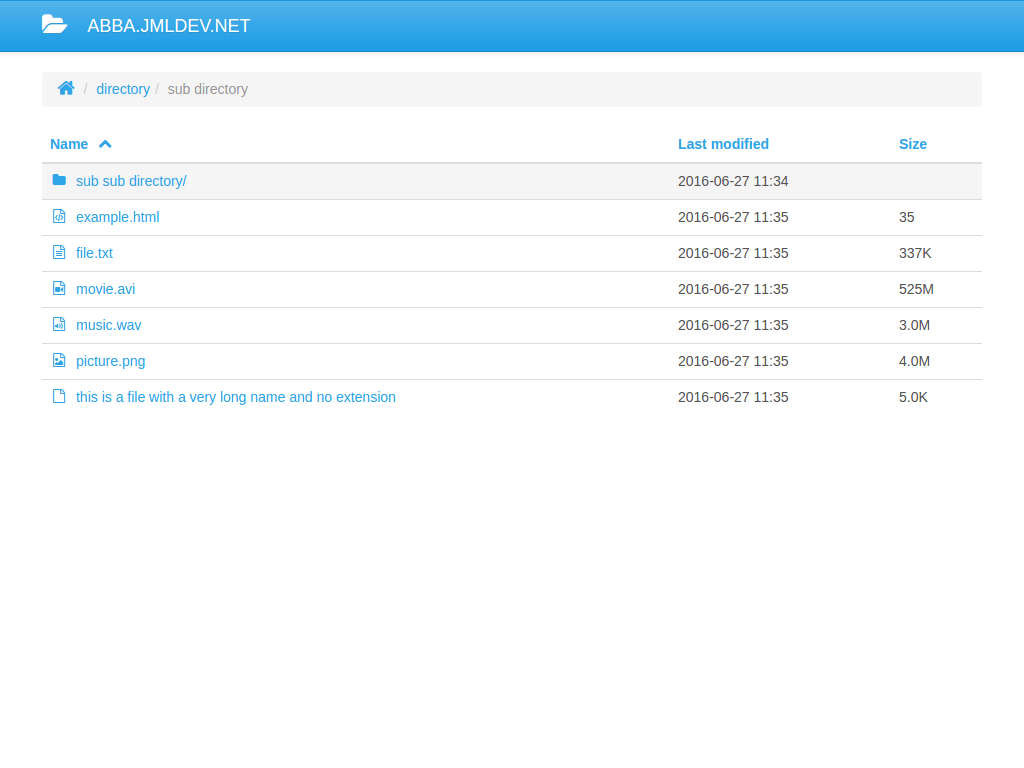 ABBA.JMLDEV.NET
/ directory / sub directory
Name Last modified Size
sub sub directory/ 2016-06-27 11:34
example.html 2016-06-27 11:35 35
file.txt 2016-06-27 11:35 337K
movie.avi 2016-06-27 11:35 525M
music.wav 2016-06-27 11:35 3.0M
picture.png 2016-06-27 11:35 4.0M
this is a file with a very long name and no extension 2016-06-27 11:35 5.0K